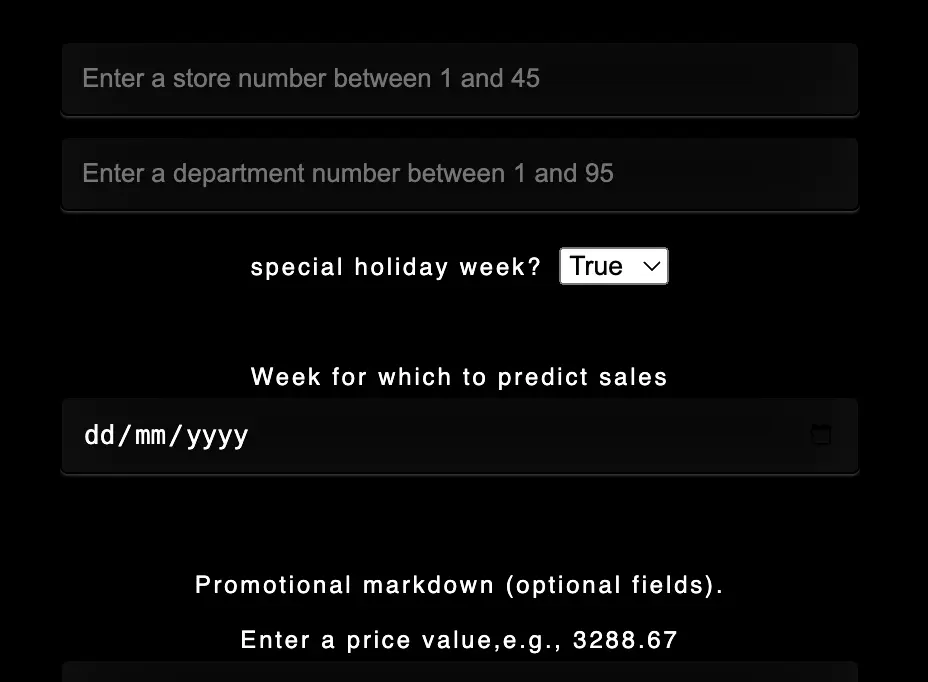 Enter a store number between 1 and 45
Enter a department number between 1 and 95
special holiday week? True
Week for which to predict sales
dd/mm/yyyy
Promotional markdown (optional fields).
Enter a price value,e.g., 3288.67